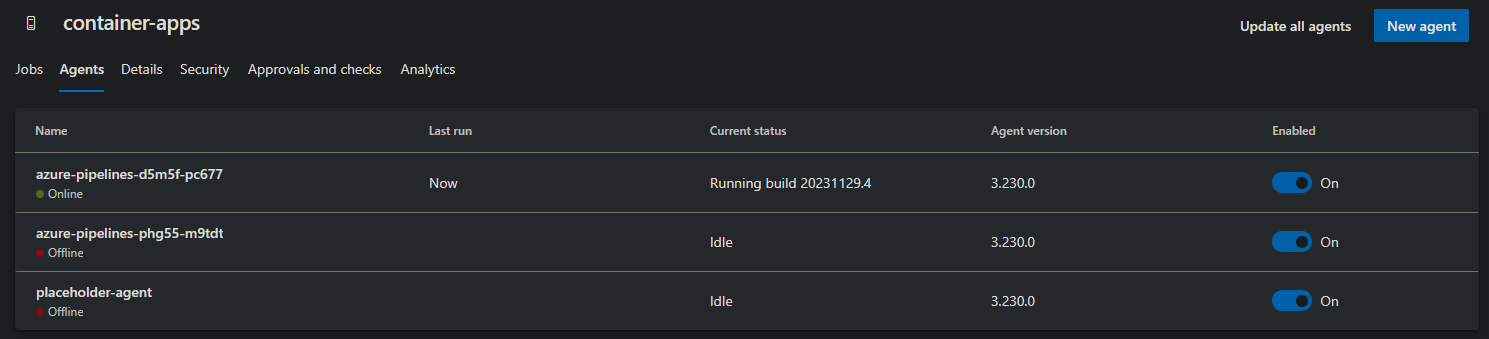 container-apps
Update all agents
New agent
Jobs Agents Details Security Approvals and checks Analytics
Name Last run Current status Agent version Enabled
azure-pipelines-d5m5f-pc677
Online
Now Running build 20231129.4 3.230.0 On
azure-pipelines-phg55-m9tdt
Offline
Idle 3.230.0 On
placeholder-agent
Offline
Idle 3.230.0 On